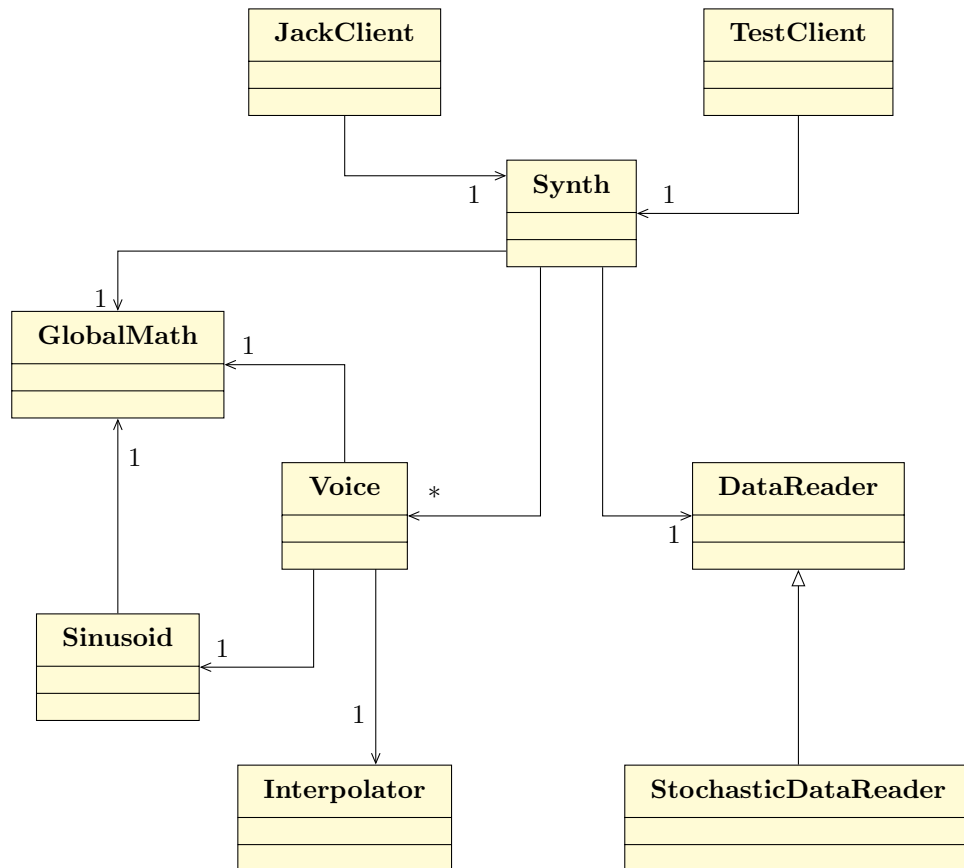 JackClient
TestClient
Synth
1
1
1
GlobalMath
1
1
Voice
*
DataReader
1
Sinusoid
1
1
Interpolator
StochasticDataReader